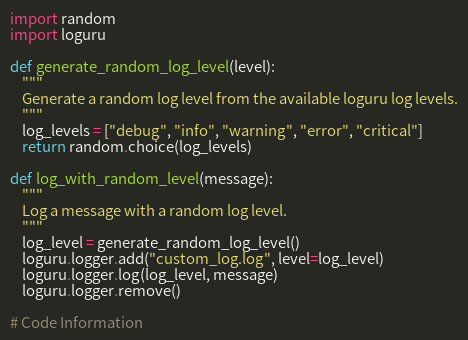 import random
import loguru

def generate_random_log_level(level):
    """
    Generate a random log level from the available loguru log levels.
    """
    log_levels = ["debug", "info", "warning", "error", "critical"]
    return random.choice(log_levels)

def log_with_random_level(message):
    """
    Log a message with a random log level.
    """
    log_level = generate_random_log_level()
    loguru.logger.add("custom_log.log", level=log_level)
    loguru.logger.log(log_level, message)
    loguru.logger.remove()

# Code Information